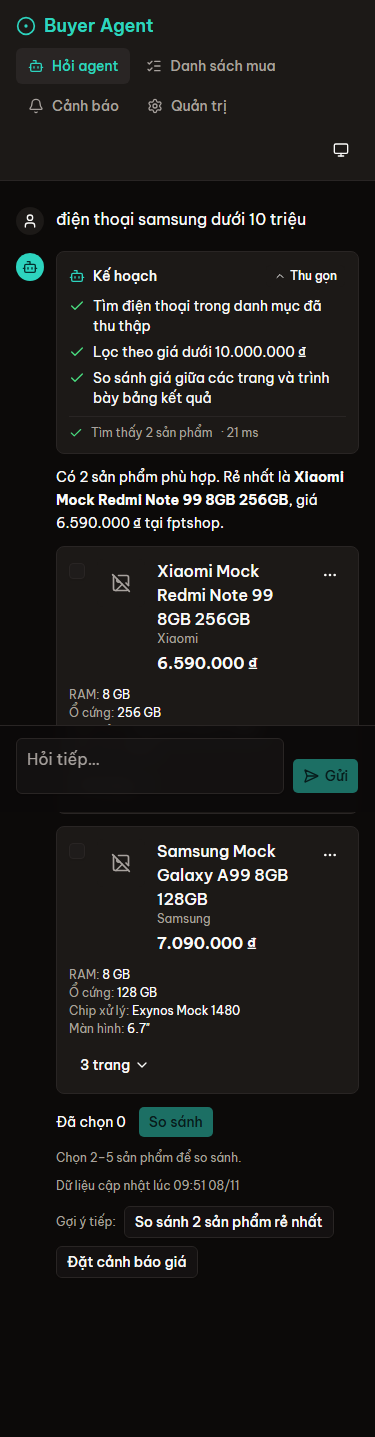 Buyer Agent
Hỏi agent
Danh sách mua
Cảnh báo
Quản trị
điện thoại samsung dưới 10 triệu
Kế hoạch
Thu gọn
Tìm điện thoại trong danh mục đã
thu thập
Lọc theo giá dưới 10.000.000 ₫
So sánh giá giữa các trang và trình
bày bảng kết quả
Tìm thấy 2 sản phẩm · 21 ms
Có 2 sản phẩm phù hợp. Rẻ nhất là Xiaomi
Mock Redmi Note 99 8GB 256GB, giá
6.590.000 ₫ tại fptshop.
Xiaomi Mock
Redmi Note 99
8GB 256GB
Xiaomi
6.590.000 ₫
RAM: 8 GB
Ổ cứng: 256 GB
Hỏi tiếp...
Gửi
Samsung Mock
Galaxy A99 8GB
128GB
Samsung
7.090.000 ₫
RAM: 8 GB
Ổ cứng: 128 GB
Chip xử lý: Exynos Mock 1480
Màn hình: 6.7"
3 trang
Đã chọn 0
So sánh
Chọn 2–5 sản phẩm để so sánh.
Dữ liệu cập nhật lúc 09:51 08/11
Gợi ý tiếp:
So sánh 2 sản phẩm rẻ nhất
Đặt cảnh báo giá